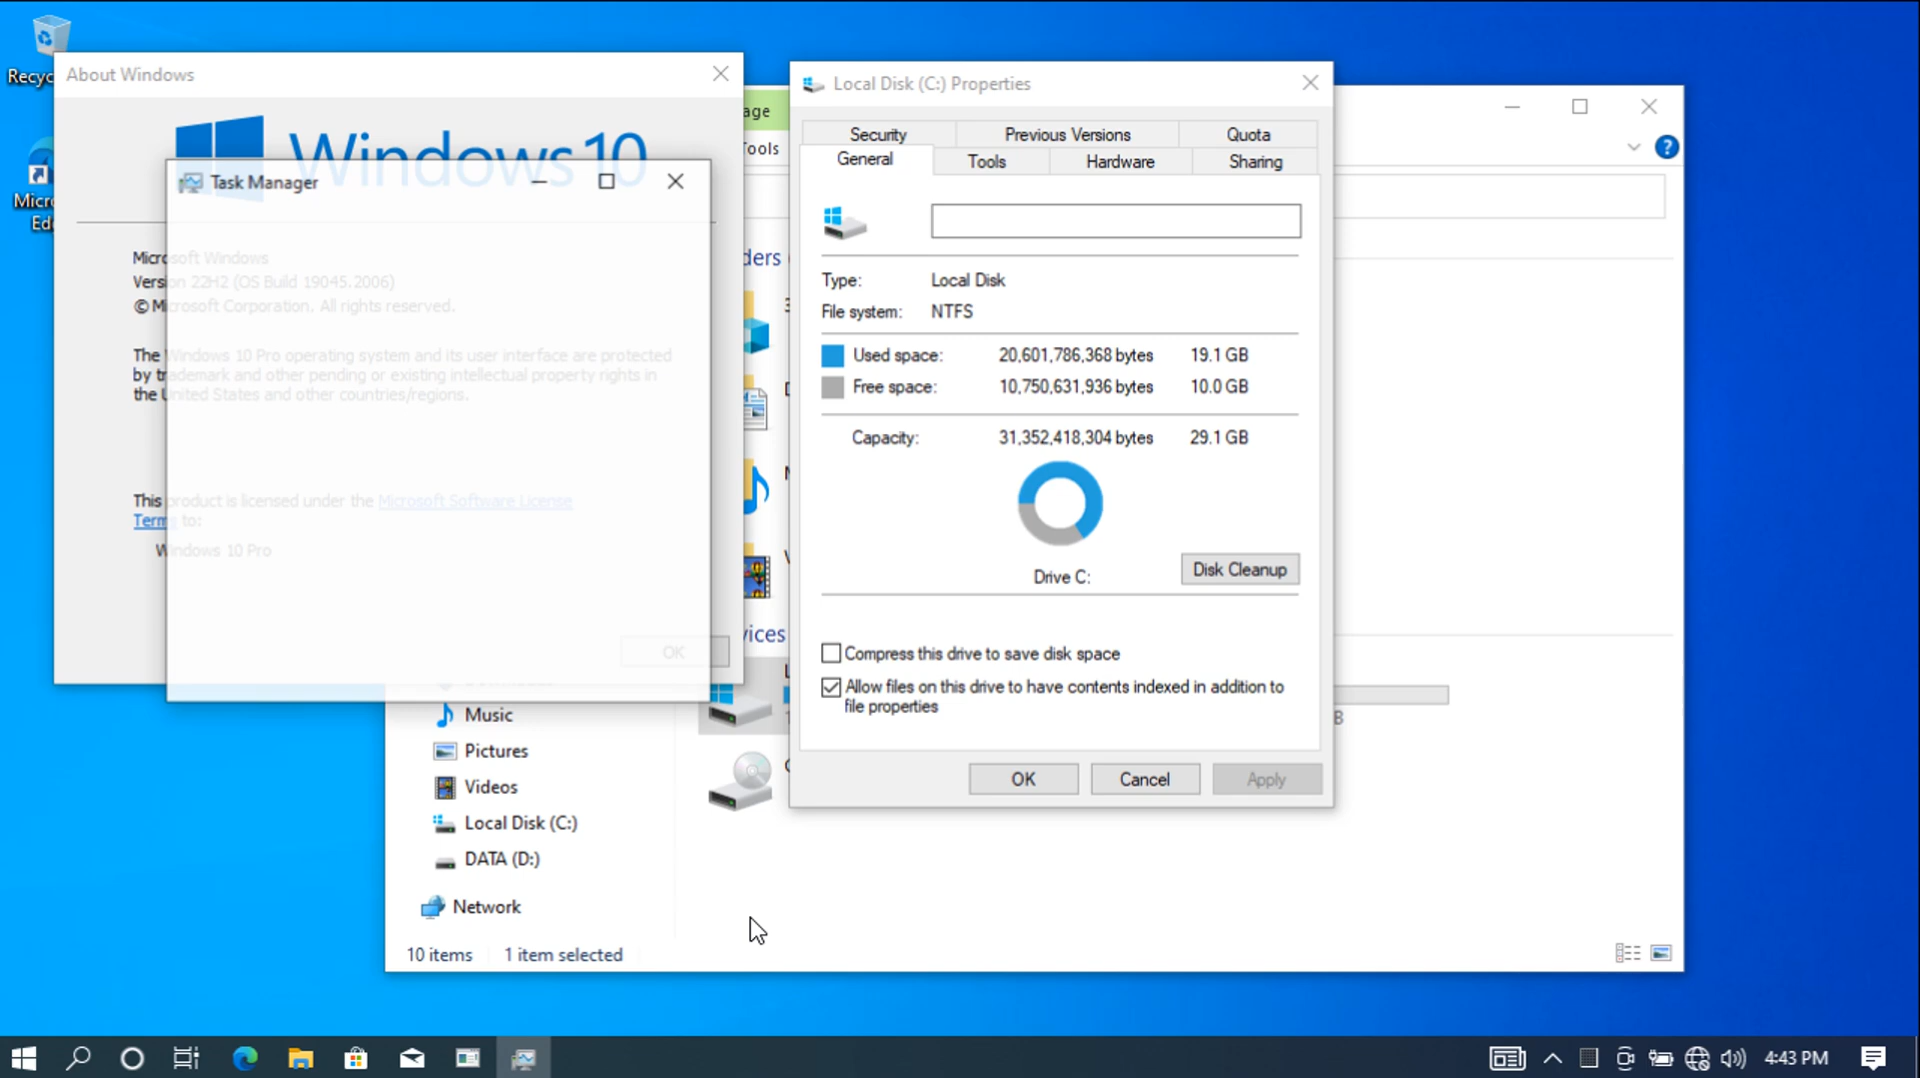 Recyc
Micro
Ed
About Windows
Windows 10
Task Manager
Microsoft Windows
Version 22H2 (OS Build 19045.2006)
© Microsoft Corporation. All rights reserved.
The Windows 10 Pro operating system and its user interface are protected
by trademark and other pending or existing intellectual property rights in
the United States and other countries/regions.
This product is licensed under the Microsoft Software License
Terms to:
Windows 10 Pro
OK
age
Tools
ders
vices
Music
Pictures
Videos
Local Disk (C:)
DATA (D:)
Network
10 items 1 item selected
Local Disk (C:) Properties
Security Previous Versions Quota
General Tools Hardware Sharing
Type: Local Disk
File system: NTFS
Used space: 20,601,786,368 bytes 19.1 GB
Free space: 10,750,631,936 bytes 10.0 GB
Capacity: 31,352,418,304 bytes 29.1 GB
Drive C:
Disk Cleanup
Compress this drive to save disk space
Allow files on this drive to have contents indexed in addition to
file properties
OK Cancel Apply
B
4:43 PM